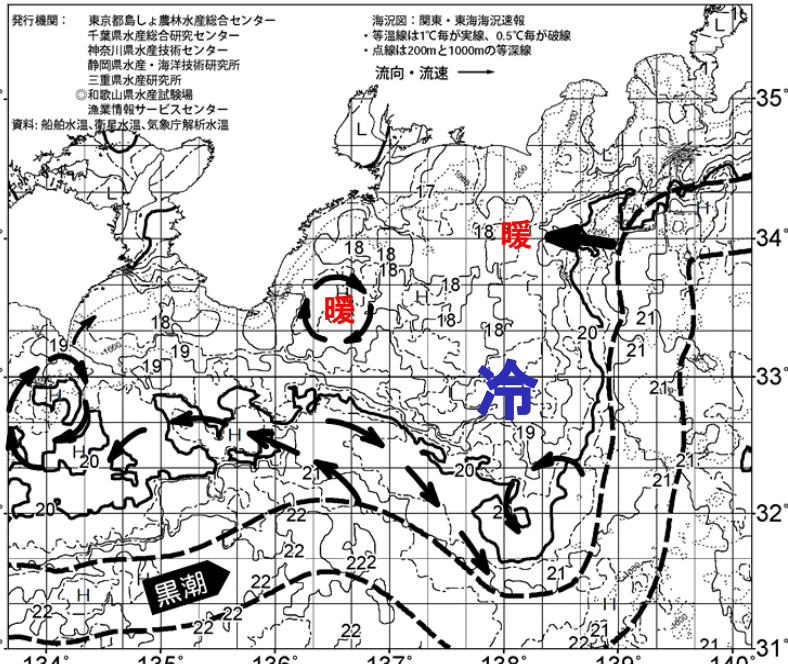 発行機関： 東京都島しょ農林水産総合センター
千葉県水産総合研究センター
神奈川県水産技術センター
静岡県水産・海洋技術研究所
三重県水産研究所
◎和歌山県水産試験場
漁業情報サービスセンター
資料: 船舶水温､衛星水温､気象庁解析水温
海況図：関東・東海海況速報
・等温線は1℃毎が実線、0.5℃毎が破線
・点線は200mと1000mの等深線
流向・流速
L
L
35°
L
L
17
H
18
暖
34°
18
18
18
H
暖
H
18
18
18
18
20
21
21
19
1000
19
19
33°
冷
21
H
H
19
20
20
21
21
20
22
32°
22
222
21
22
22
黒潮
H
H
22
22
22
22
21
22
21
31°
134°
135°
136°
137°
138°
139°
140°